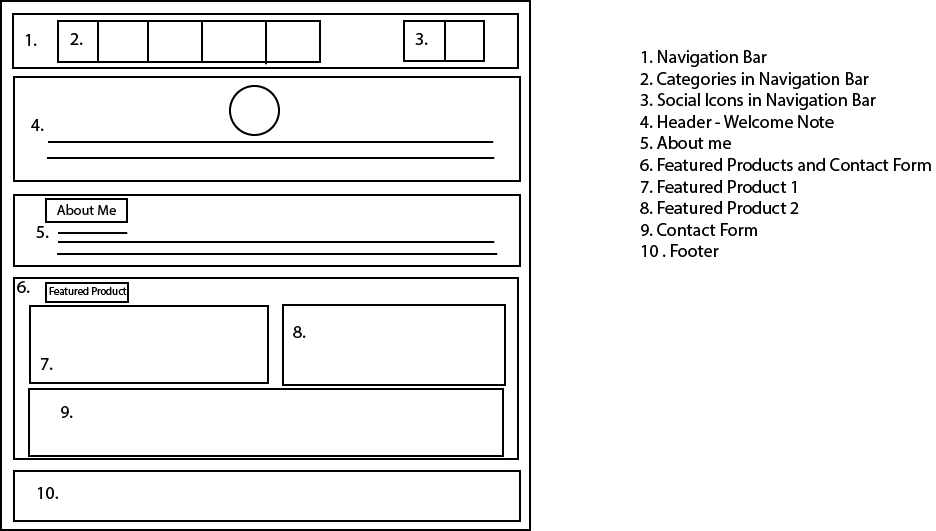 1.
2.
3.
4.
About Me
5.
6.
Featured Product
7.
8.
9.
10.
1. Navigation Bar
2. Categories in Navigation Bar
3. Social Icons in Navigation Bar
4. Header - Welcome Note
5. About me
6. Featured Products and Contact Form
7. Featured Product 1
8. Featured Product 2
9. Contact Form
10 . Footer